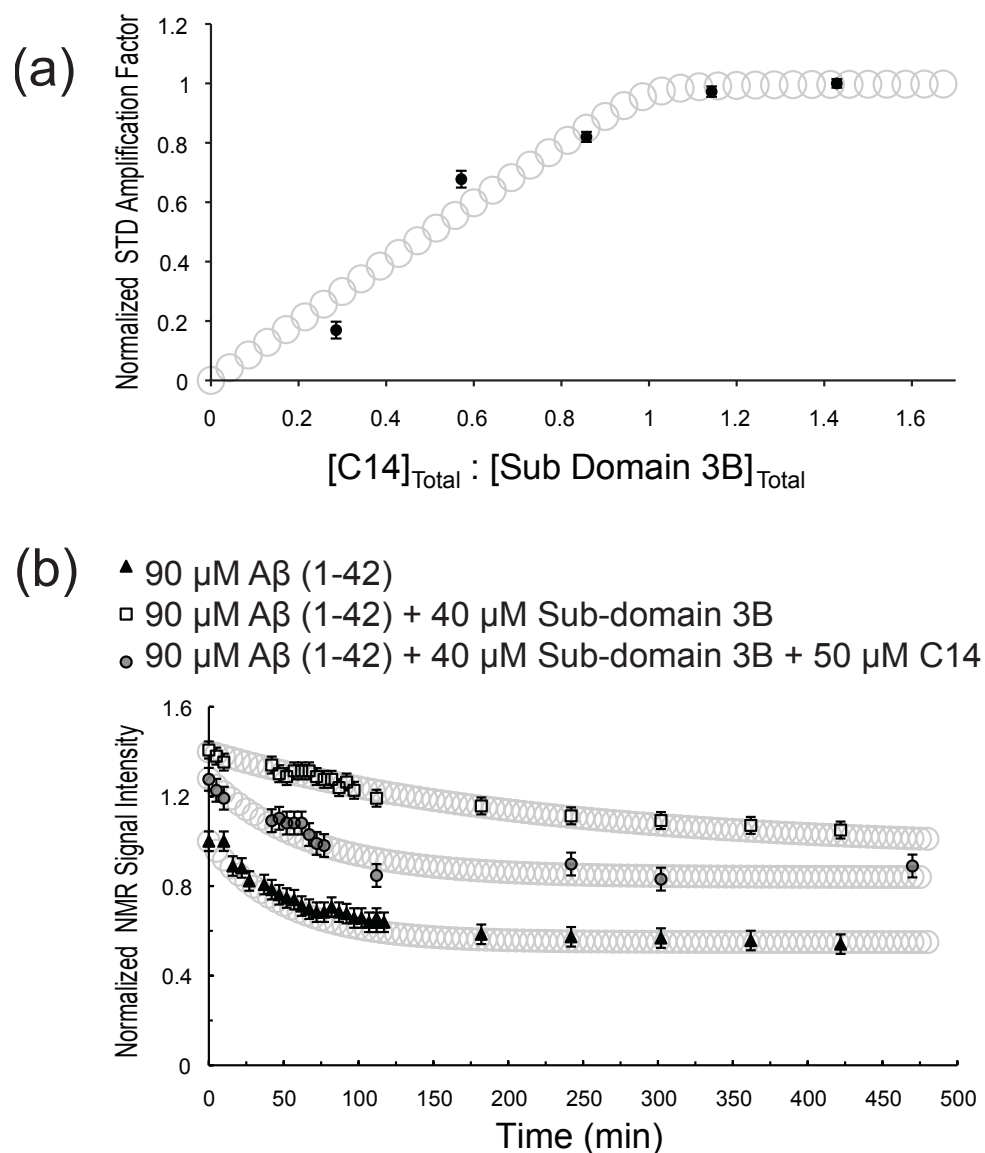 (a)
Normalized STD Amplification Factor
1.2
1
0.8
0.6
0.4
0.2
0
0 0.2 0.4 0.6 0.8 1 1.2 1.4 1.6
[C14]Total : [Sub Domain 3B]Total
(b)
90 µM Aβ (1-42)
90 µM Aβ (1-42) + 40 µM Sub-domain 3B
90 µM Aβ (1-42) + 40 µM Sub-domain 3B + 50 µM C14
Normalized NMR Signal Intensity
1.6
1.2
0.8
0.4
0
0 50 100 150 200 250 300 350 400 450 500
Time (min)